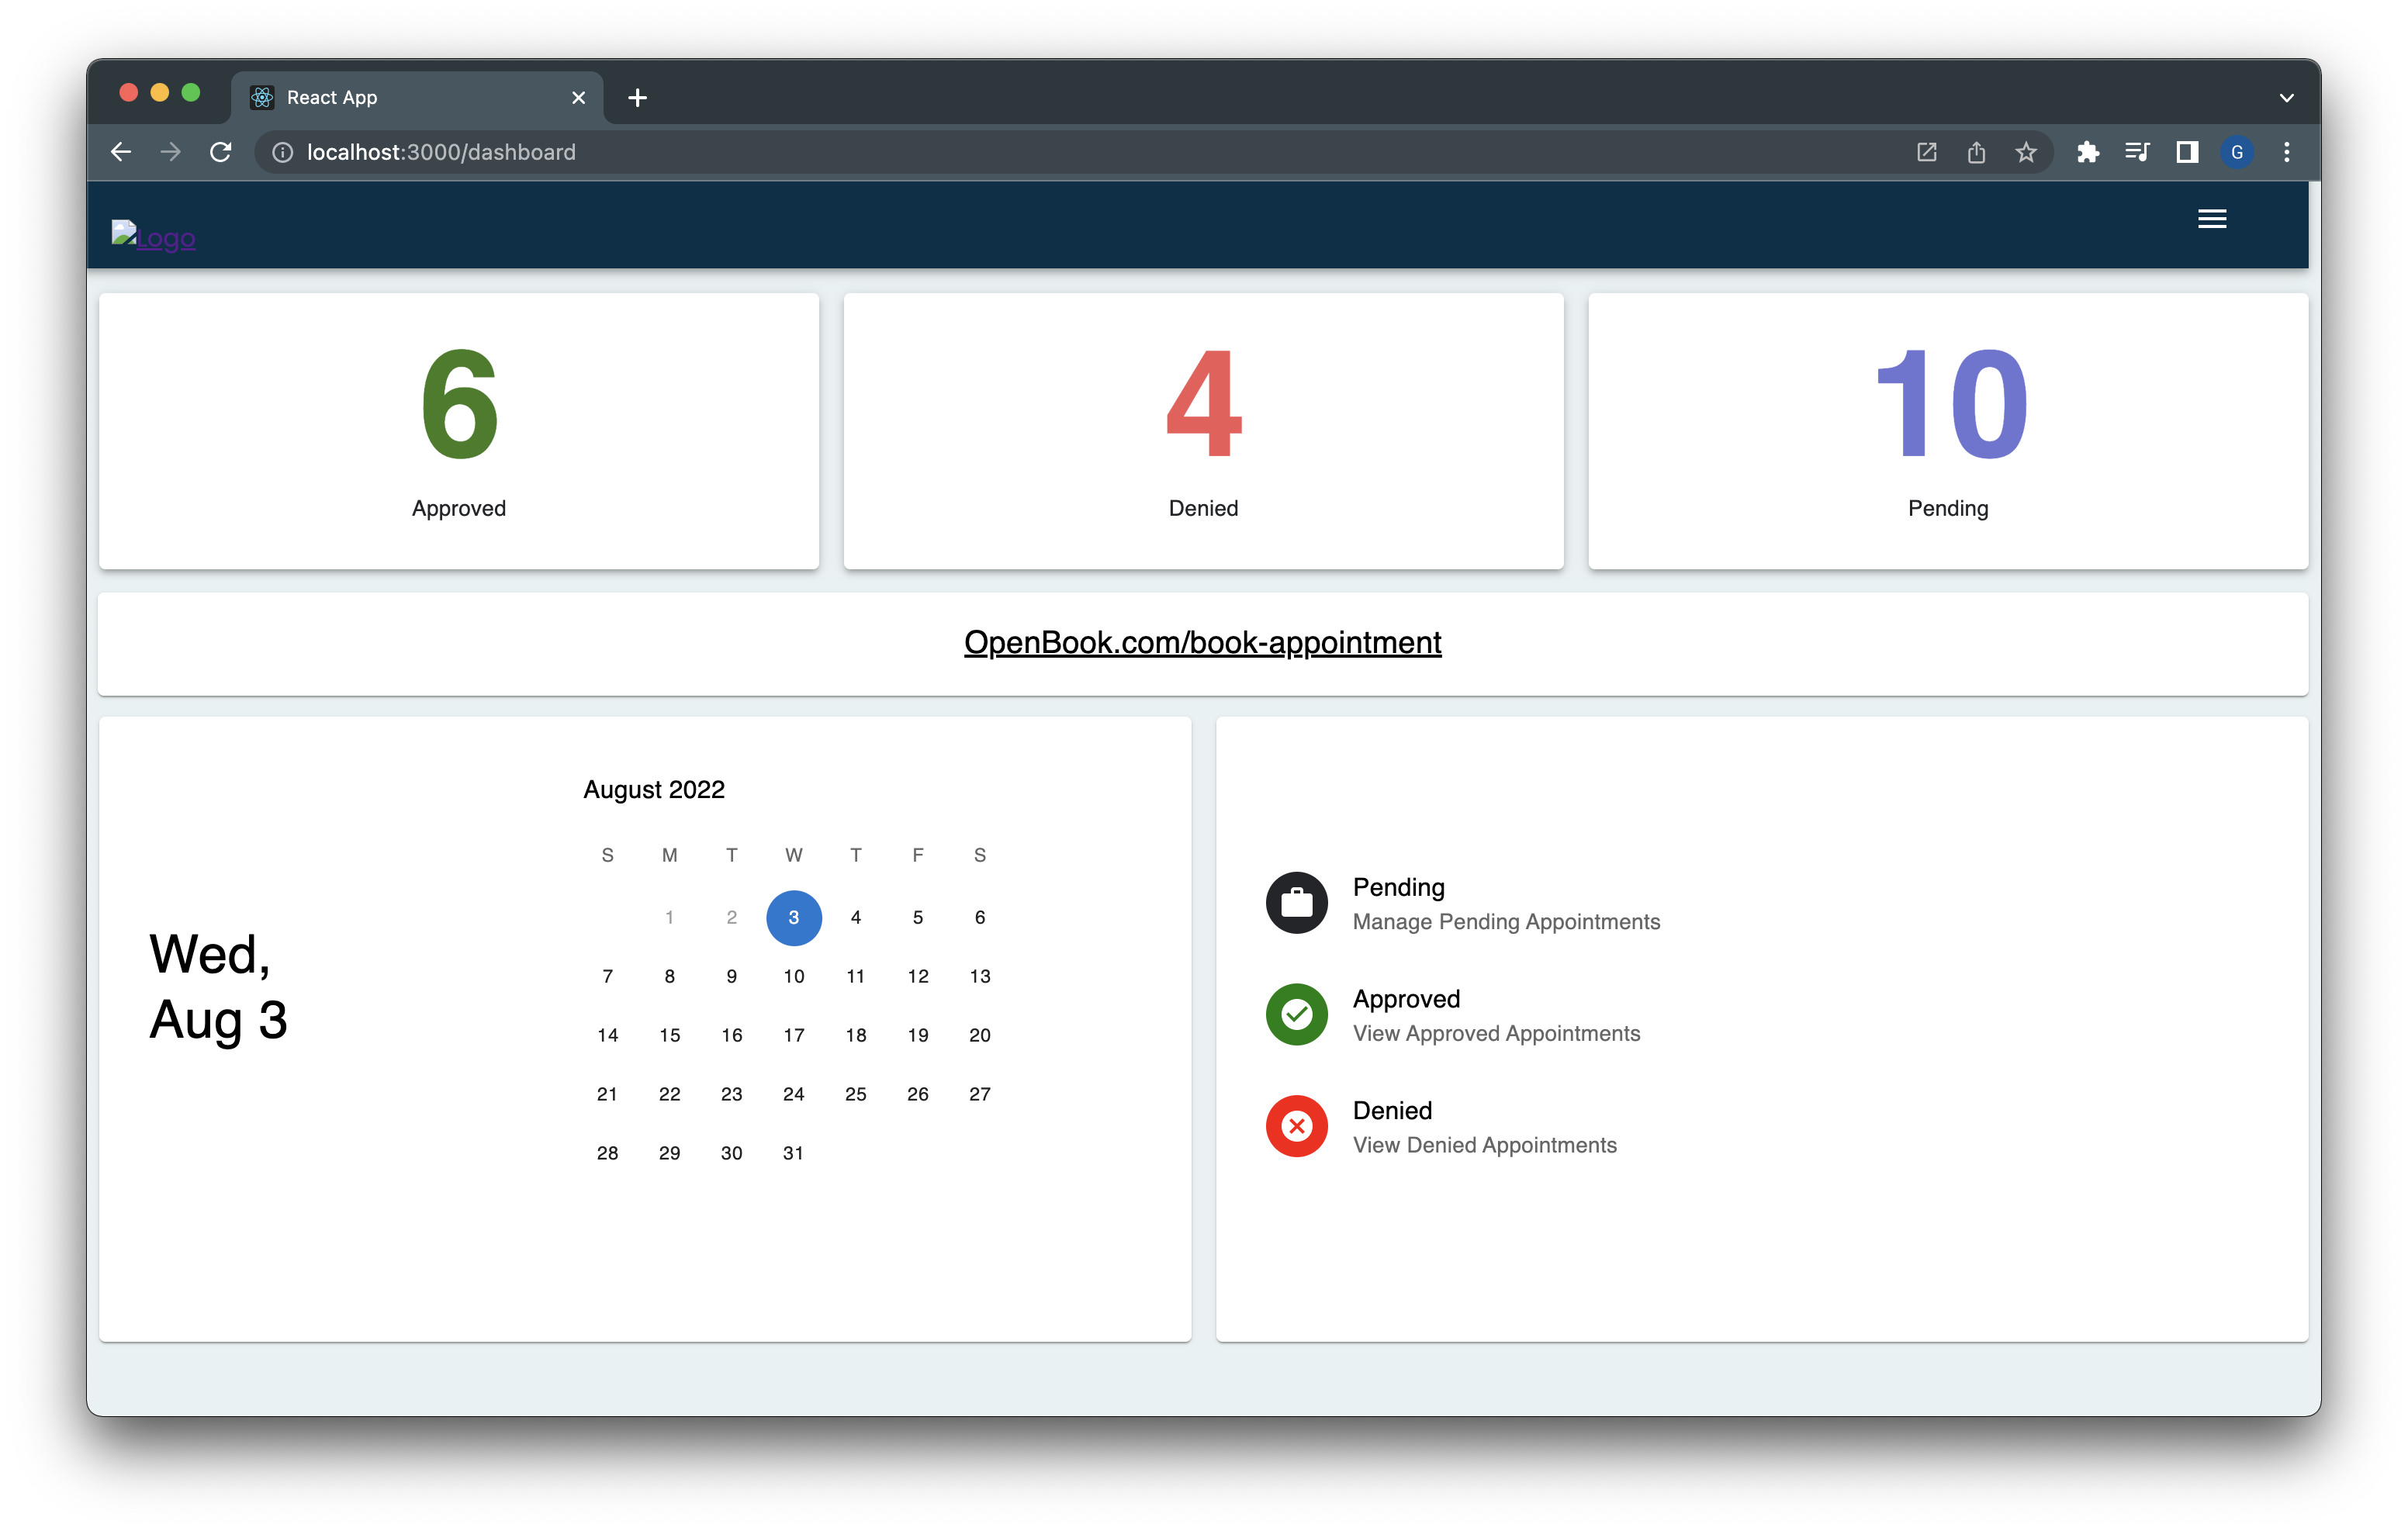 React App
localhost:3000/dashboard
G
Logo
6
Approved
4
Denied
10
Pending
OpenBook.com/book-appointment
Wed,
Aug 3
August 2022
S M T W T F S
1 2 3 4 5 6
7 8 9 10 11 12 13
14 15 16 17 18 19 20
21 22 23 24 25 26 27
28 29 30 31
Pending
Manage Pending Appointments
Approved
View Approved Appointments
Denied
View Denied Appointments